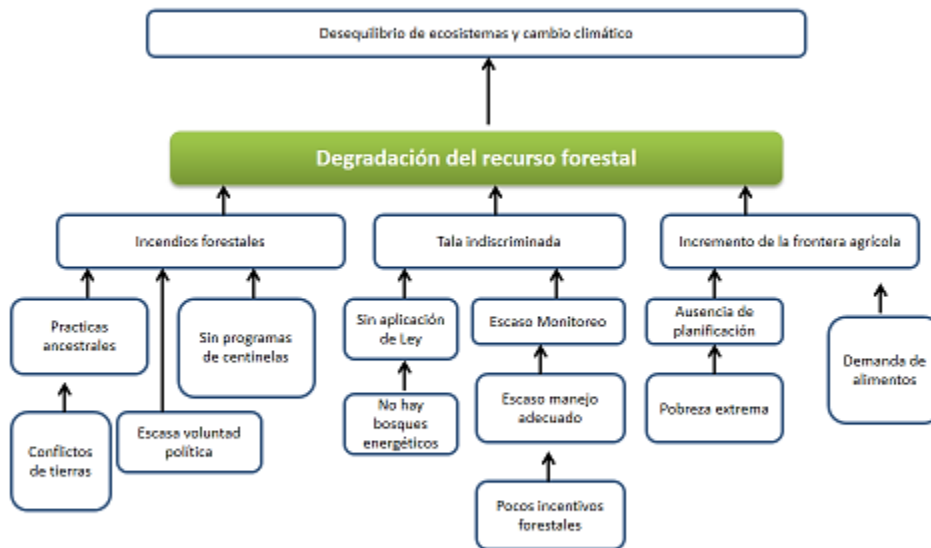 Desequilibrio de ecosistemas y cambio climático
Degradación del recurso forestal
Incendios forestales
Tala indiscriminada
Incremento de la frontera agrícola
Practicas
ancestrales
Sin programas
de centinelas
Sin aplicación
de Ley
Escaso Monitoreo
Ausencia de
planificación
Demanda de
alimentos
Conflictos
de tierras
Escasa voluntad
política
No hay
bosques
energéticos
Escaso manejo
adecuado
Pobreza extrema
Pocos incentivos
forestales